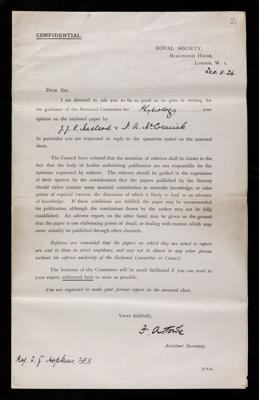 2
CONFIDENTIAL.
ROYAL SOCIETY,
BURLINGTON HOUSE,
LONDON, W. 1.
Dec. 8. 24
DEAR SIR,
I am directed to ask you to be so good as to give in writing, for
the guidance of the Sectional Committee for Physiology your
opinion on the enclosed paper by
J. J. R. Macleod & N. A. McCormick
In particular you are requested to reply to the questions stated on the annexed
sheet.
The Council have ordered that the attention of referees shall be drawn to the
fact that the body or bodies authorising publication are not responsible for the
opinions expressed by authors. The referees should be guided in the expression
of their opinion by the consideration that the papers published by the Society
should either contain some material contribution to scientific knowledge, or raise
points of especial interest, the discussion of which is likely to lead to an advance
of knowledge. If these conditions are fulfilled, the paper may be recommended
for publication, although the conclusions drawn by the author may not be fully
established. An adverse report, on the other hand, may be given on the ground
that the paper is one elaborating points of detail, or dealing with matters which may
more suitably be published through other channels.
Referees are reminded that the papers on which they are asked to report
are sent to them in strict confidence, and may not be shown to any other person
without the express authority of the Sectional Committee or Council.
The business of the Committee will be much facilitated if you can send in
your report, addressed here as soon as possible.
You are requested to make your formal report on the annexed sheet.
Yours faithfully,
F. A. Towle
Assistant Secretary.
F. G. Hopkins, F.R.S.